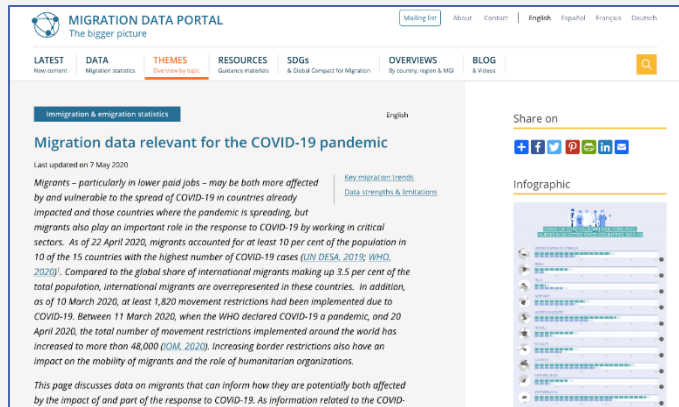 MIGRATION DATA PORTAL
The bigger picture
Mailing list About Contact English Español Français Deutsch
LATEST DATA THEMES RESOURCES SDGs OVERVIEWS BLOG
New content Migration statistics Overview by topic Guidance materials & Global Compact for Migration By country, region & MGI & Videos
Immigration & emigration statistics
English
Migration data relevant for the COVID-19 pandemic
Last updated on 7 May 2020
Key migration trends
Data strengths & limitations
Migrants – particularly in lower paid jobs – may be both more affected
by and vulnerable to the spread of COVID-19 in countries already
impacted and those countries where the pandemic is spreading, but
migrants also play an important role in the response to COVID-19 by working in critical
sectors. As of 22 April 2020, migrants accounted for at least 10 per cent of the population in
10 of the 15 countries with the highest number of COVID-19 cases (UN DESA, 2019; WHO,
2020)¹. Compared to the global share of international migrants making up 3.5 per cent of the
total population, international migrants are overrepresented in these countries. In addition,
as of 10 March 2020, at least 1,820 movement restrictions had been implemented due to
COVID-19. Between 11 March 2020, when the WHO declared COVID-19 a pandemic, and 20
April 2020, the total number of movement restrictions implemented around the world has
increased to more than 48,000 (IOM, 2020). Increasing border restrictions also have an
impact on the mobility of migrants and the role of humanitarian organizations.
This page discusses data on migrants that can inform how they are potentially both affected
by the impact of and part of the response to COVID-19. As information related to the COVID-
Share on
Infographic